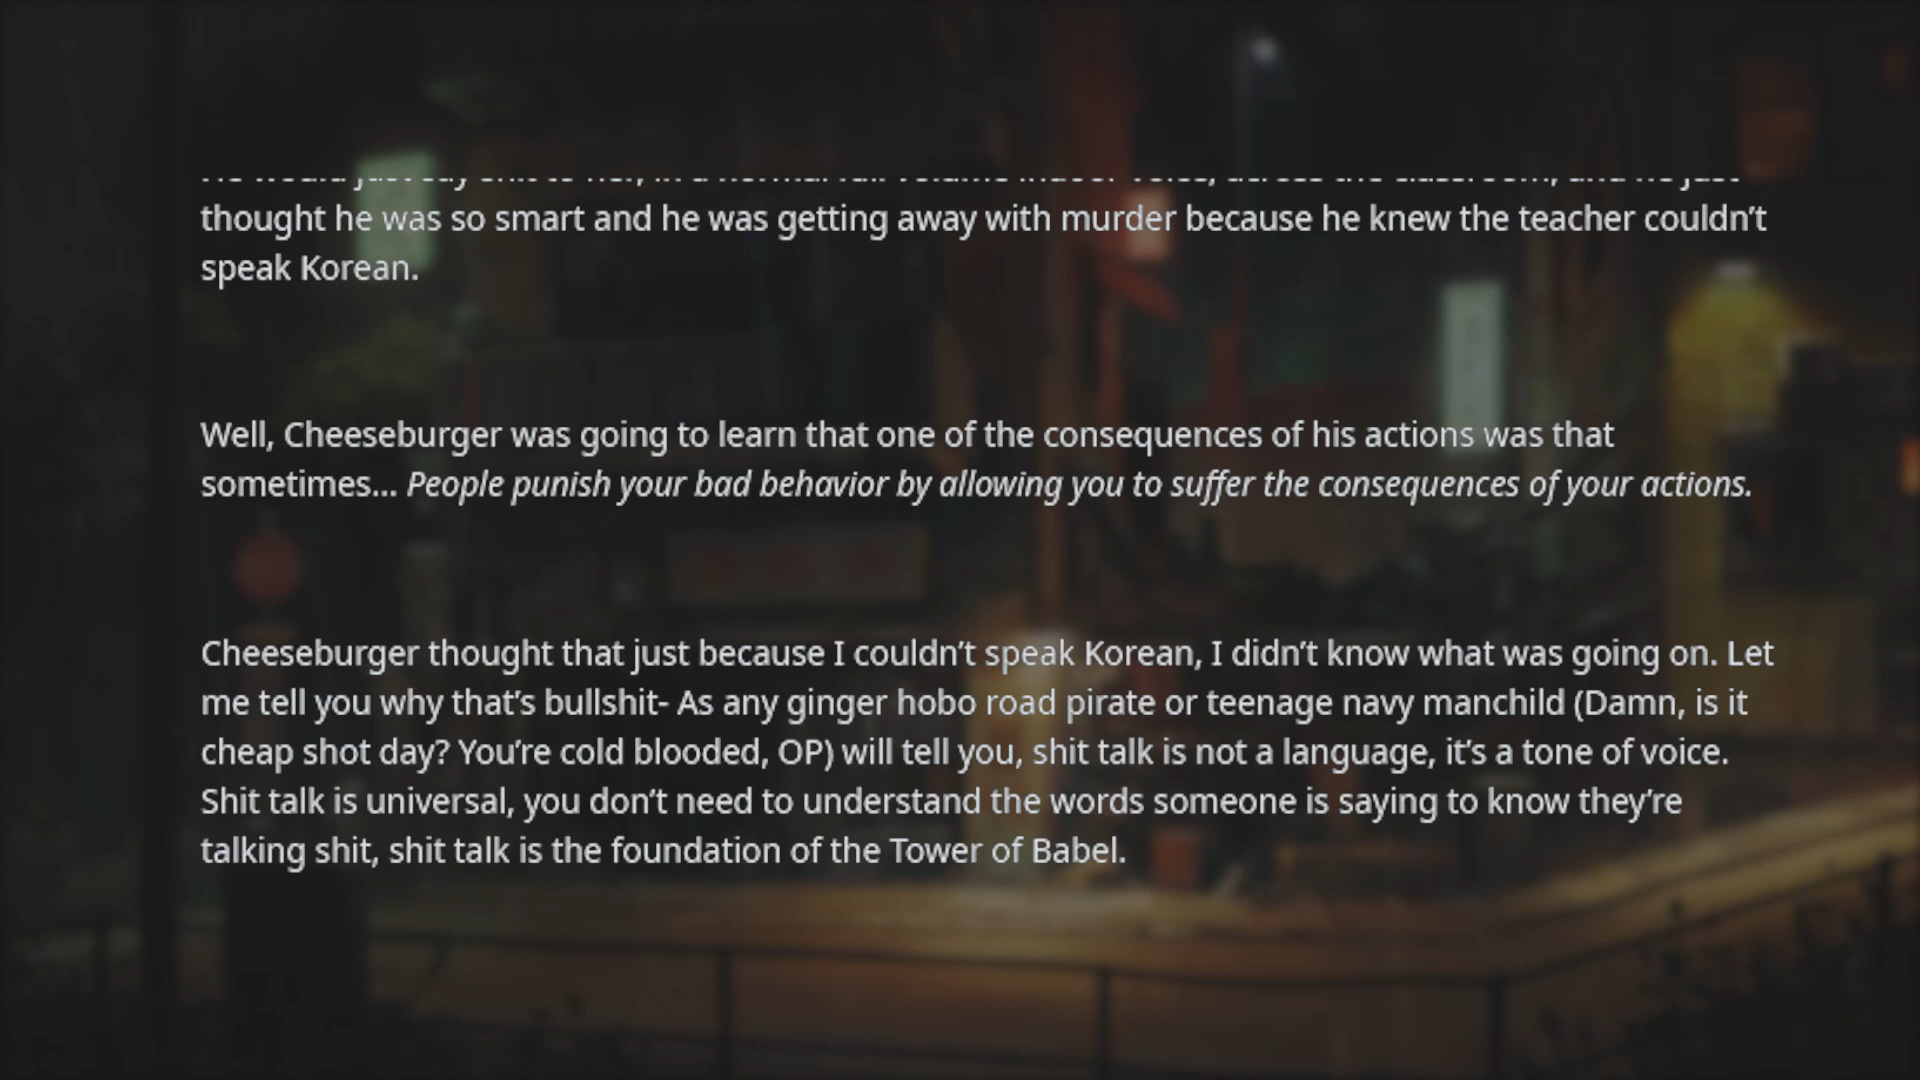 thought he was so smart and he was getting away with murder because he knew the teacher couldn’t
speak Korean.
Well, Cheeseburger was going to learn that one of the consequences of his actions was that
sometimes... People punish your bad behavior by allowing you to suffer the consequences of your actions.
Cheeseburger thought that just because I couldn’t speak Korean, I didn’t know what was going on. Let
me tell you why that’s bullshit- As any ginger hobo road pirate or teenage navy manchild (Damn, is it
cheap shot day? You’re cold blooded, OP) will tell you, shit talk is not a language, it’s a tone of voice.
Shit talk is universal, you don’t need to understand the words someone is saying to know they’re
talking shit, shit talk is the foundation of the Tower of Babel.